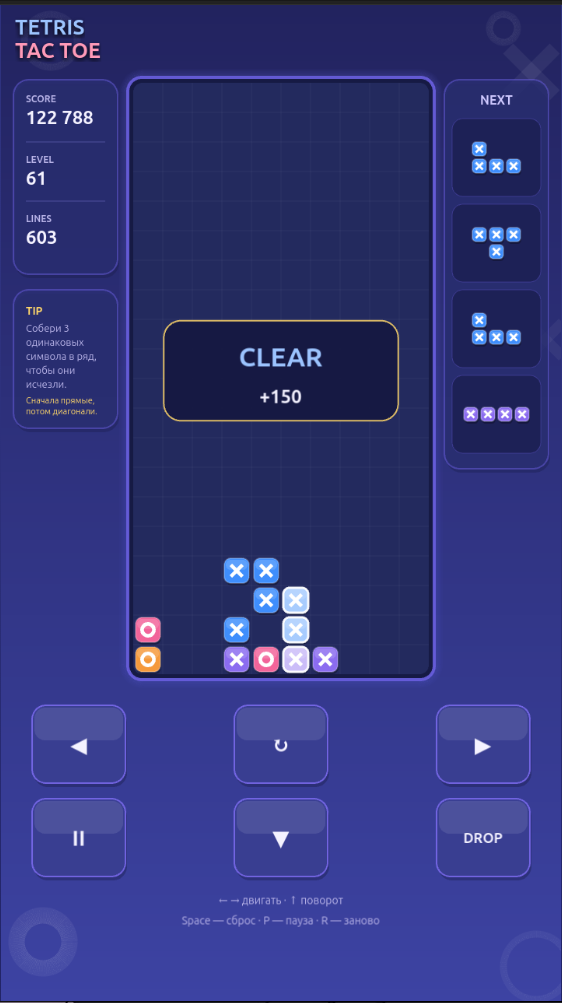 TETRIS
TAC TOE
SCORE
122 788
LEVEL
61
LINES
603
TIP
Собери 3
одинаковых
символа в ряд,
чтобы они
исчезли.
Сначала прямые,
потом диагонали.
NEXT
CLEAR
+150
DROP
←→ двигать · ↑ поворот
Space — сброс · P — пауза · R — заново